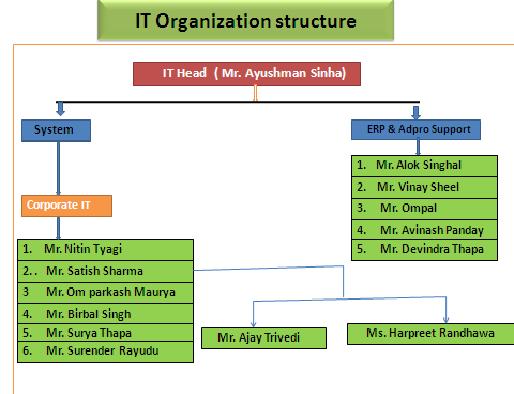 IT Organization structure
IT Head ( Mr. Ayushman Sinha)
System
ERP & Adpro Support
1. Mr. Alok Singhal
2. Mr. Vinay Sheel
3. Mr. Ompal
4. Mr. Avinash Panday
5. Mr. Devindra Thapa
Corporate IT
1. Mr. Nitin Tyagi
2. . Mr. Satish Sharma
3 Mr. Om parkash Maurya
4. Mr. Birbal Singh
5. Mr. Surya Thapa
6. Mr. Surender Rayudu
Mr. Ajay Trivedi
Ms. Harpreet Randhawa